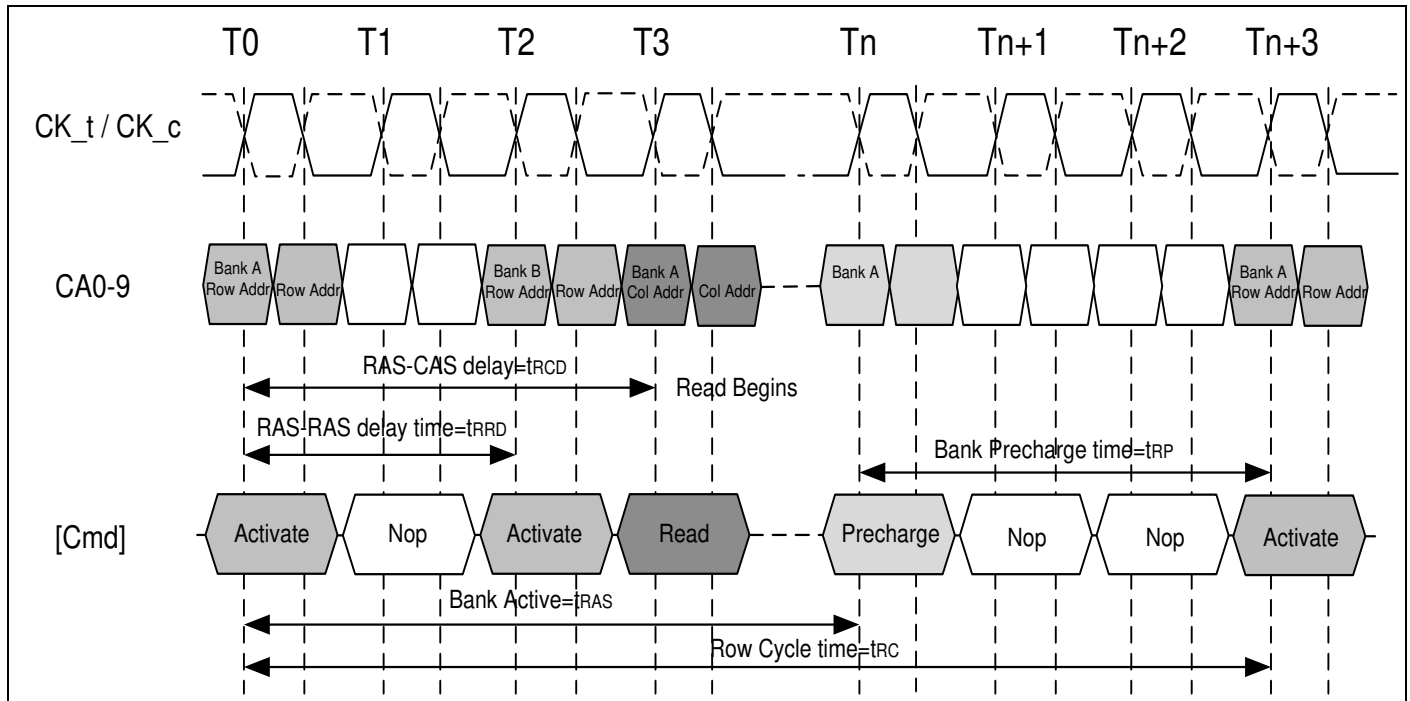 T0 T1 T2 T3 Tn Tn+1 Tn+2 Tn+3
CK_t / CK_c
CA0-9
Bank A Row Addr
Row Addr
Bank B Row Addr
Row Addr
Bank A Col Addr
Col Addr
Bank A
Bank A Row Addr
Row Addr
RAS-CAS delay=tRCD
Read Begins
RAS-RAS delay time=tRRD
Bank Precharge time=tRP
[Cmd]
Activate Nop Activate Read Precharge Nop Nop Activate
Bank Active=tRAS
Row Cycle time=tRC